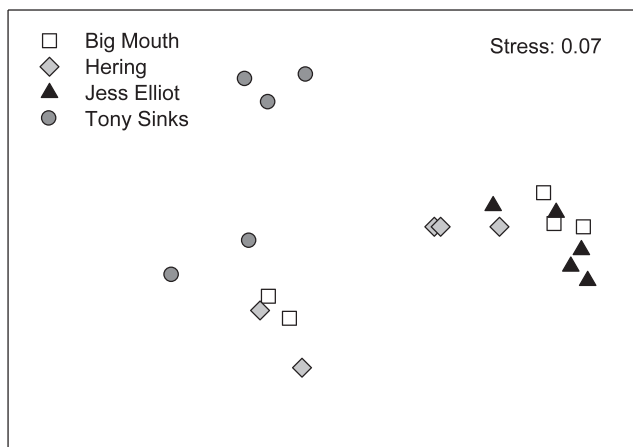 Big Mouth
Hering
Jess Elliot
Tony Sinks
Stress: 0.07